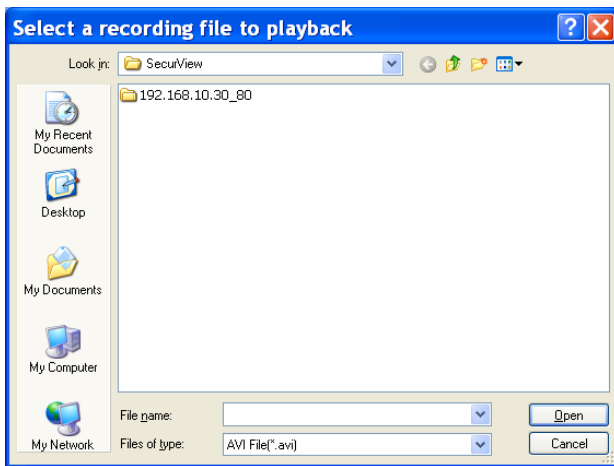 Select a recording file to playback
Look in: SecurView
192.168.10.30_80
My Recent
Documents
Desktop
My Documents
My Computer
My Network
File name:
Open
Files of type: AVI File(*.avi)
Cancel